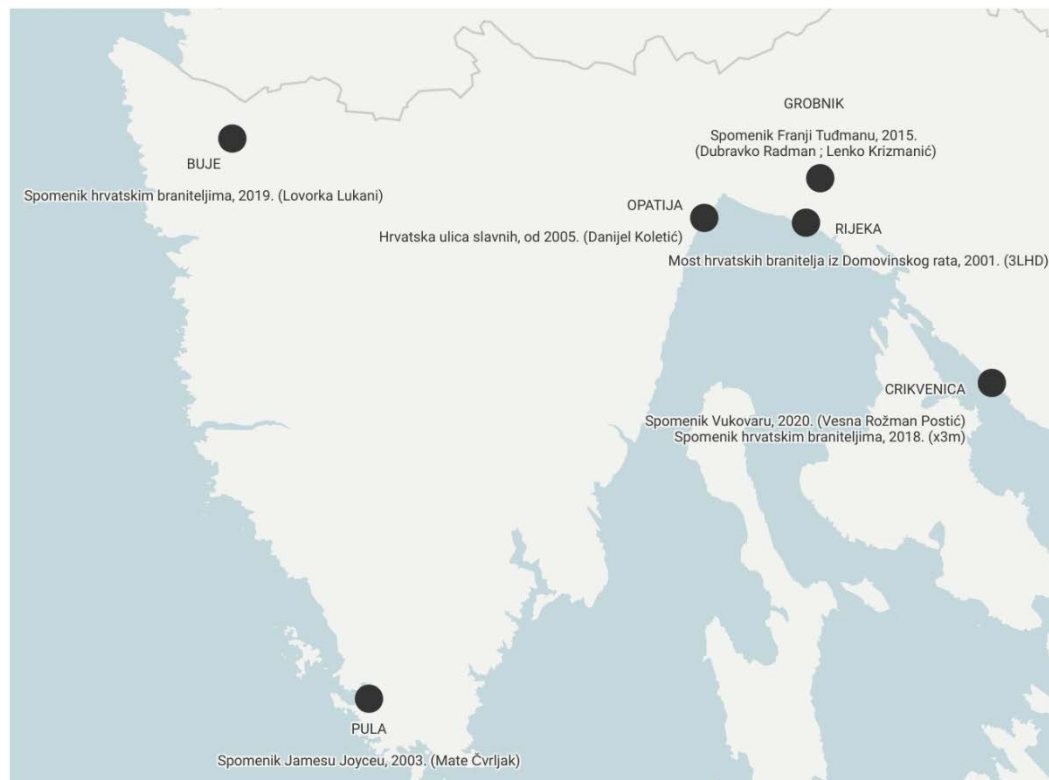 GROBNIK
Spomenik Franji Tuđmanu, 2015.
(Dubravko Radman ; Lenko Krizmanić)
BUJE
Spomenik hrvatskim braniteljima, 2019. (Lovorka Lukani)
OPATIJA
Hrvatska ulica slavnih, od 2005. (Danijel Koletić)
RIJEKA
Most hrvatskih branitelja iz Domovinskog rata, 2001. (3LHD)
CRIKVENICA
Spomenik Vukovaru, 2020. (Vesna Rožman Postić)
Spomenik hrvatskim braniteljima, 2018. (x3m)
PULA
Spomenik Jamesu Joyceu, 2003. (Mate Čvrljak)